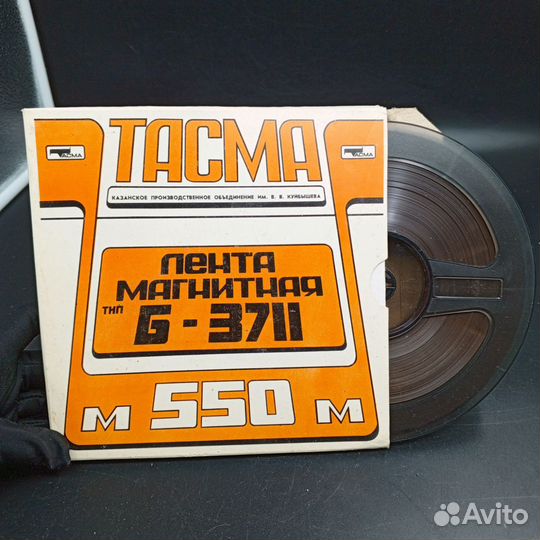 ТАСМА
ТАСМА
ТАСМА
КАЗАНСКОЕ ПРОИЗВОДСТВЕННОЕ ОБЪЕДИНЕНИЕ ИМ. В. В. КУЙБЫШЕВА
ЛЕНТА
МАГНИТНАЯ
ТИП Б-3711
М 550 М
Avito